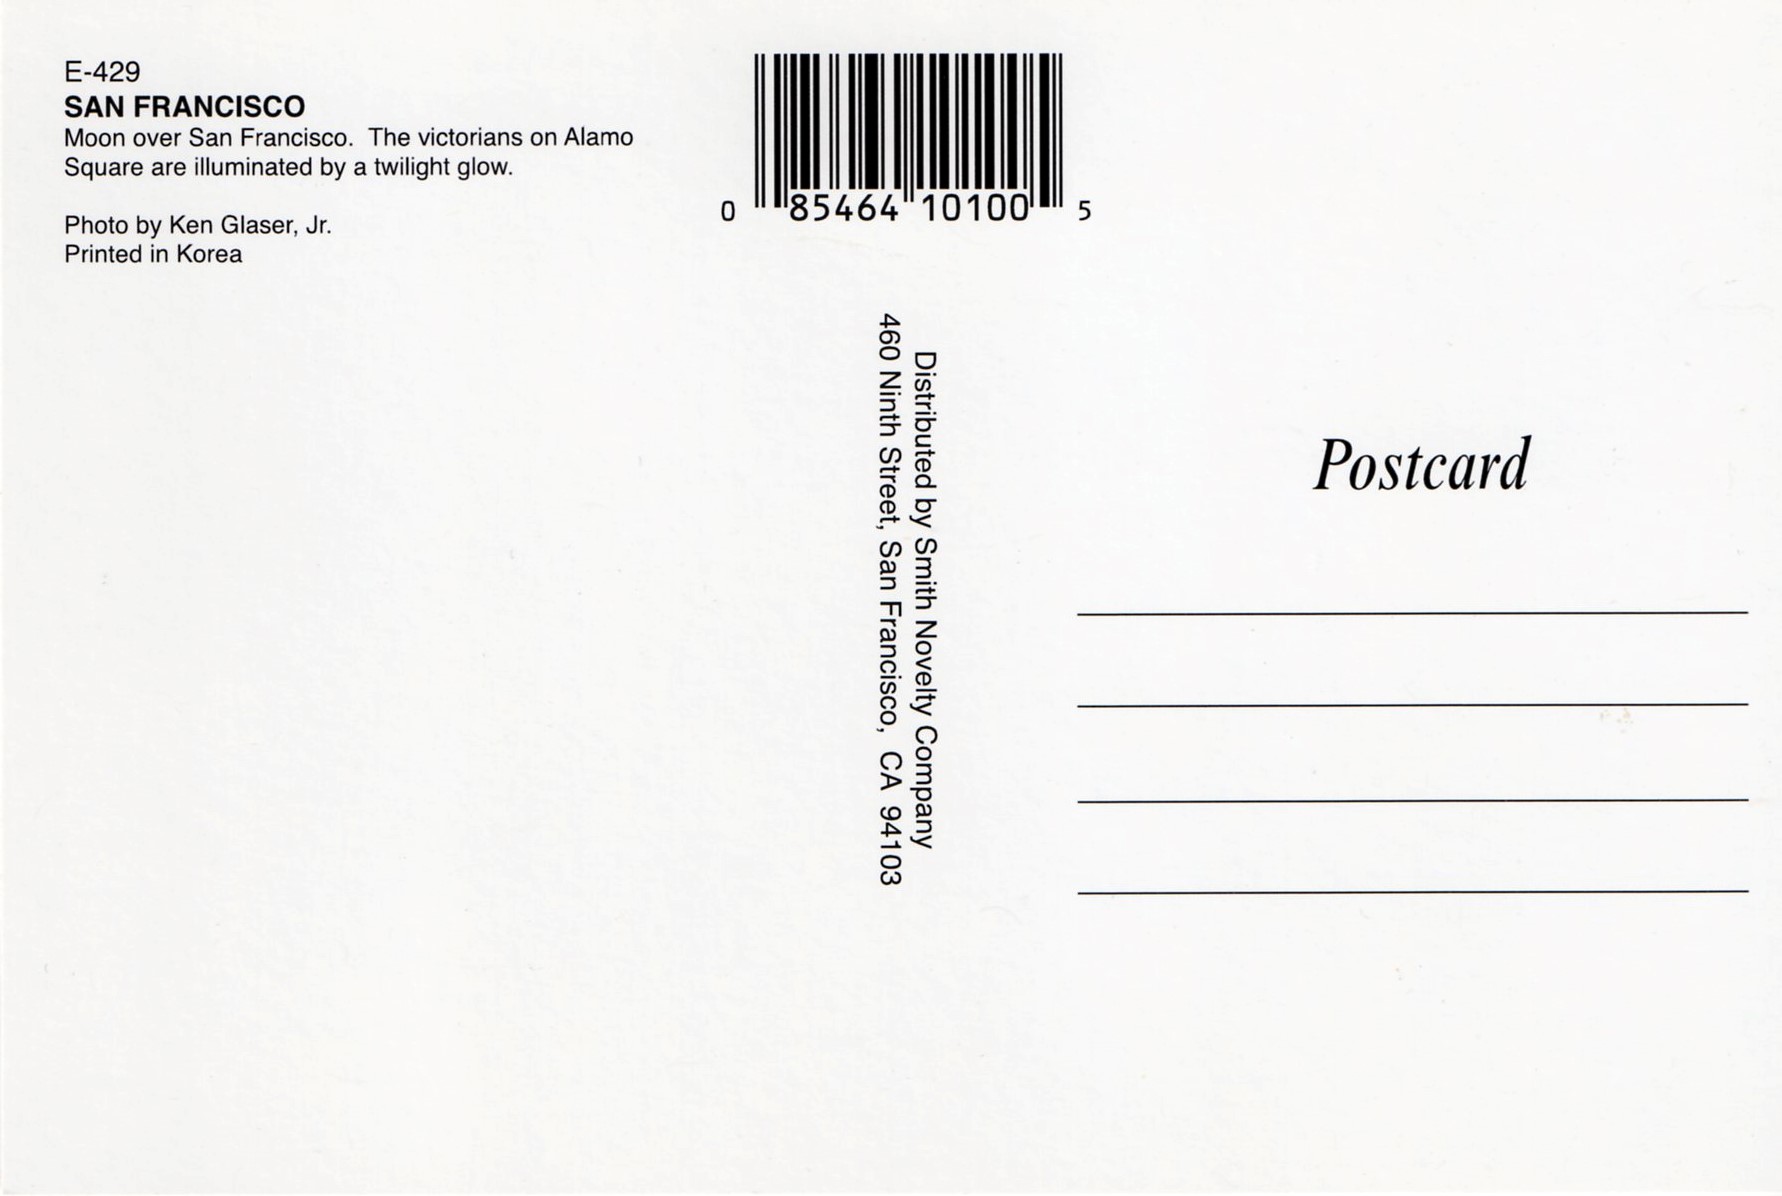 E-429
SAN FRANCISCO
Moon over San Francisco.  The victorians on Alamo
Square are illuminated by a twilight glow.
Photo by Ken Glaser, Jr.
Printed in Korea
0 85464 10100 5
Distributed by Smith Novelty Company
460 Ninth Street, San Francisco,  CA  94103
Postcard